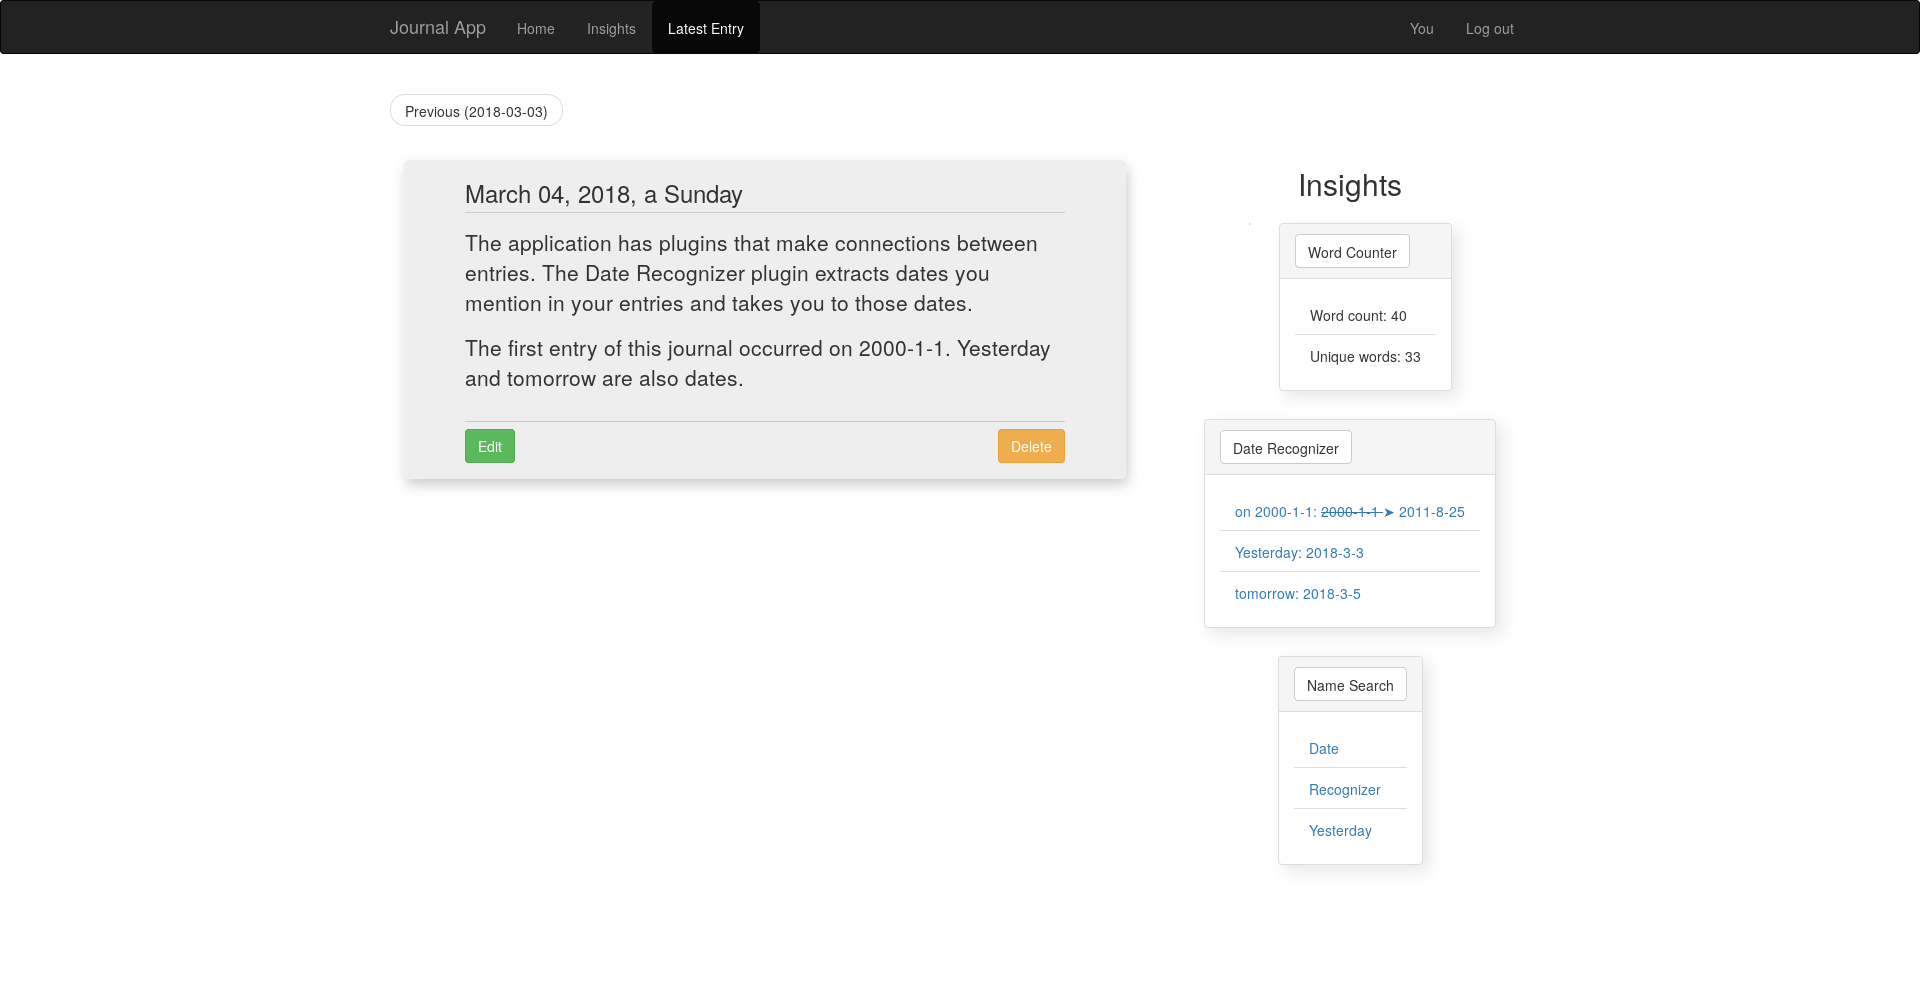 Journal App Home Insights Latest Entry You Log out
Previous (2018-03-03)
March 04, 2018, a Sunday
The application has plugins that make connections between
entries. The Date Recognizer plugin extracts dates you
mention in your entries and takes you to those dates.
The first entry of this journal occurred on 2000-1-1. Yesterday
and tomorrow are also dates.
Edit Delete
Insights
Word Counter
Word count: 40
Unique words: 33
Date Recognizer
on 2000-1-1: 2000-1-1 ➤ 2011-8-25
Yesterday: 2018-3-3
tomorrow: 2018-3-5
Name Search
Date
Recognizer
Yesterday